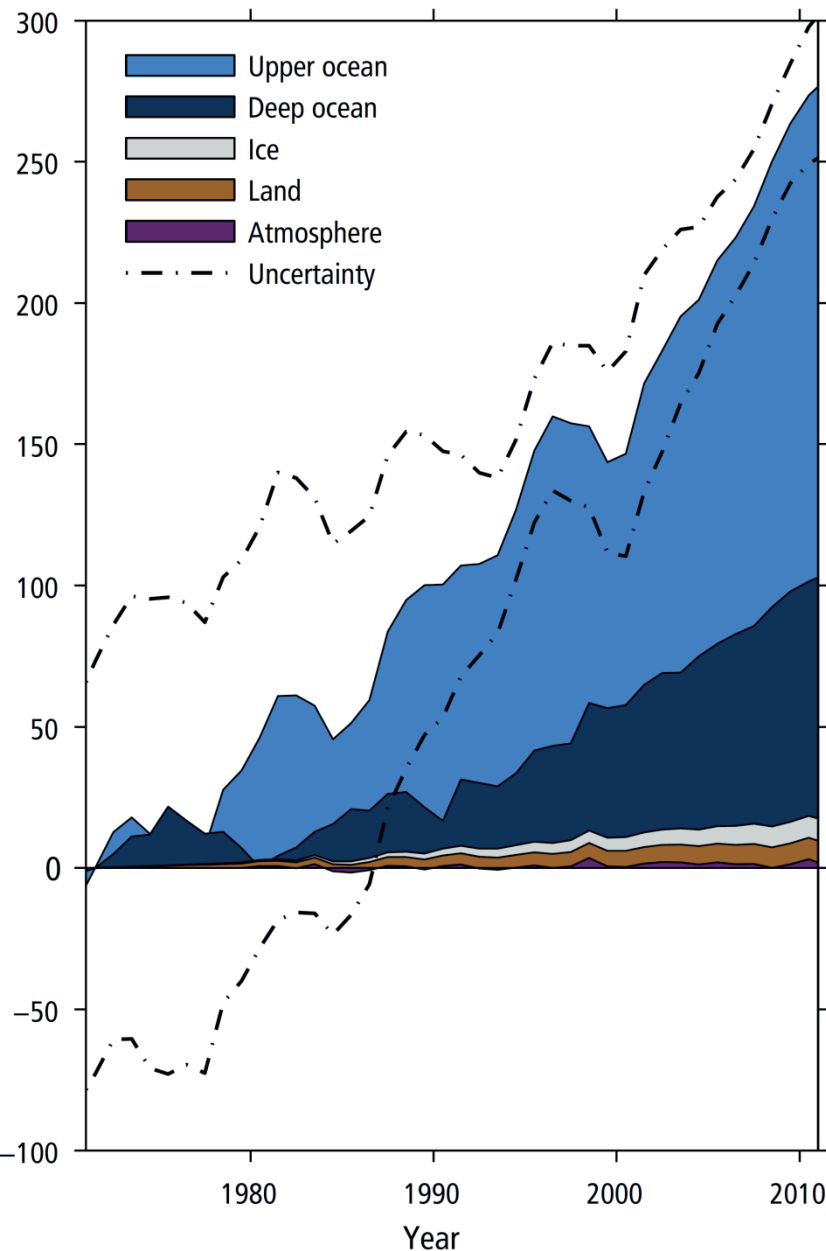 300
250
200
150
100
50
0
−50
−100
Upper ocean
Deep ocean
Ice
Land
Atmosphere
Uncertainty
1980 1990 2000 2010
Year